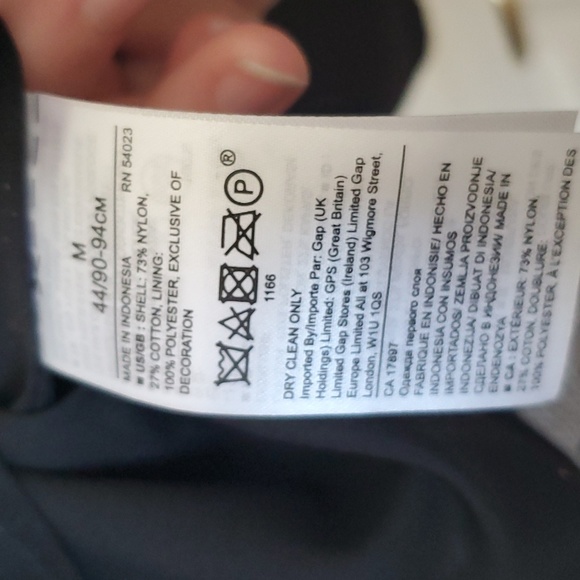 M
44/90-94CM
MADE IN INDONESIA RN 54023
■ US/GB : SHELL: 73% NYLON,
27% COTTON, LINING:
100% POLYESTER, EXCLUSIVE OF
DECORATION
P ®
1166
DRY CLEAN ONLY
Imported By/Importe Par: Gap (UK
Holdings) Limited: GPS (Great Britain)
Limited Gap Stores (Ireland) Limited Gap
Europe Limited All at 103 Wigmore Street,
London, W1U 1QS
CA 17897
Одежда первого слоя
FABRIQUE EN INDONISIE/ HECHO EN
INDONESIA CON INSUMOS
IMPORTADOS/ ZEMLJA PROIZVODNJE
INDONEZIJA/ DIBUAT DI INDONESIA/
СДЕЛАНО В ИНДОНЕЗИИ/ MADE IN
ENDENOZYA
■ CA : EXTÉRIEUR: 73% NYLON,
27% COTON, DOUBLURE:
100% POLYESTER À L'EXCEPTION DES